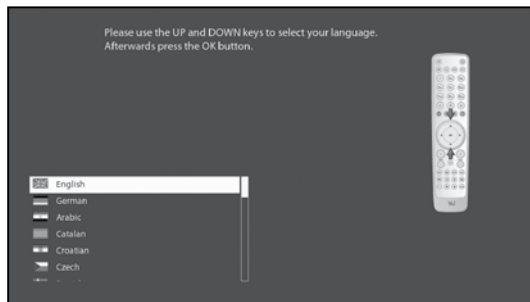 Please use the UP and DOWN keys to select your language.
Afterwards press the OK button.
English
German
Arabic
Catalan
Croatian
Czech